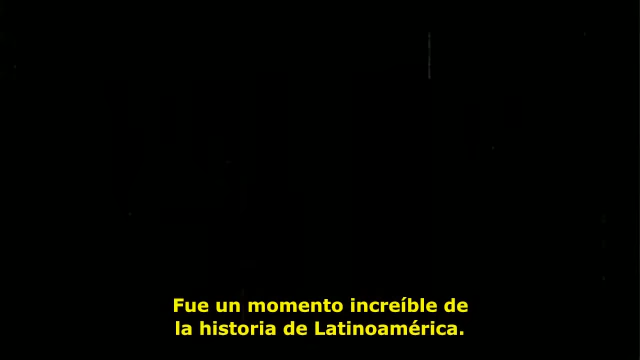 Fue un momento increíble de
la historia de Latinoamérica.